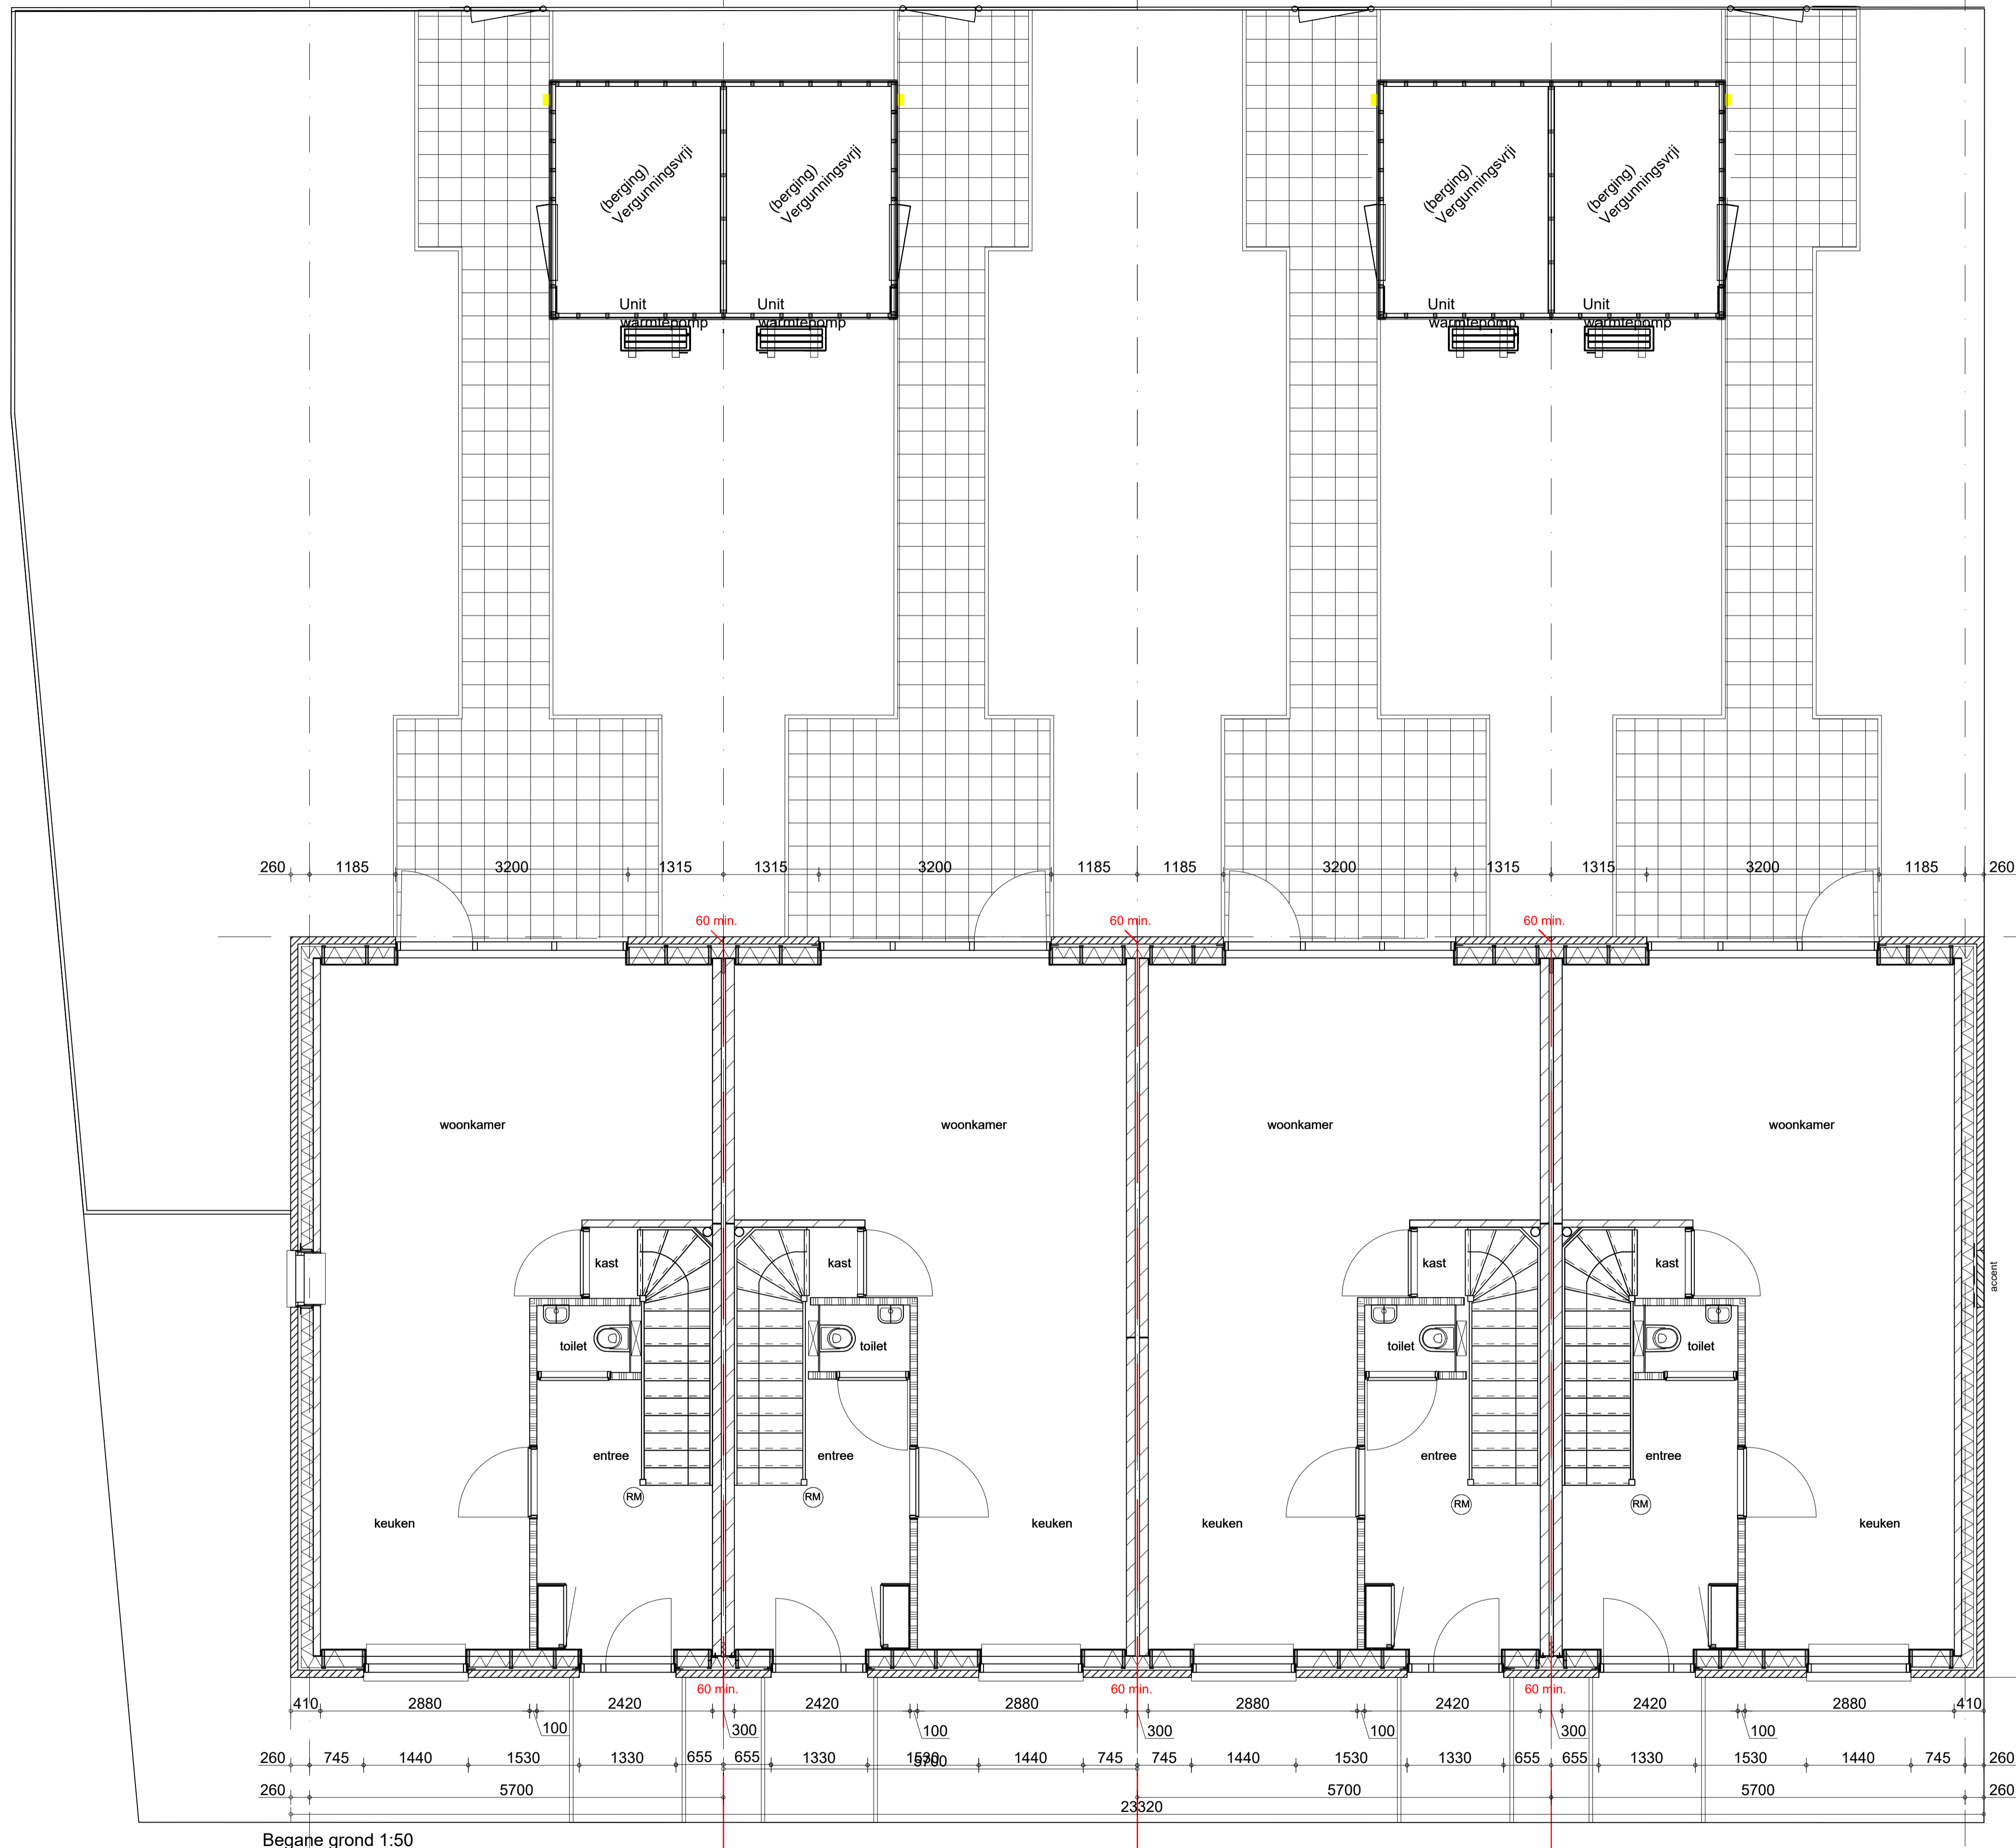 (berging)
Vergunningsvrji
(berging)
Vergunningsvrji
(berging)
Vergunningsvrji
(berging)
Vergunningsvrji
Unit
warmtepomp
Unit
warmtepomp
Unit
warmtepomp
Unit
warmtepomp
260 1185 3200 1315 1315 3200 1185 1185 3200 1315 1315 3200 1185 260
60 min. 60 min. 60 min.
woonkamer woonkamer woonkamer woonkamer
kast kast kast kast
accent
toilet toilet toilet toilet
entree entree entree entree
RM RM RM RM
keuken keuken keuken keuken
60 min. 60 min. 60 min.
410 2880 2420 2420 2880 2880 2420 2420 2880 410
100 300 100 300 100 300 100
260 745 1440 1530 1330 655 655 1330 1530 1440 745 745 1440 1530 1330 655 655 1330 1530 1440 745 260
5700
260 5700 5700 5700 260
23320
Begane grond 1:50